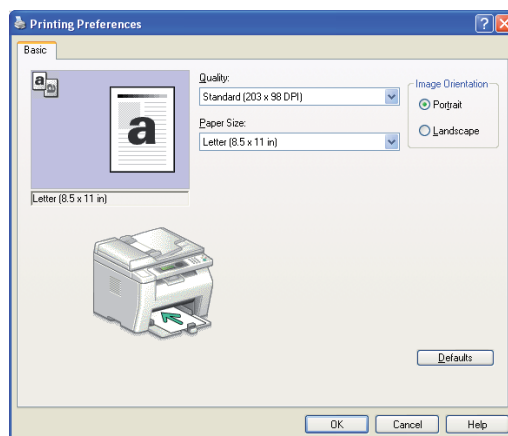 Printing Preferences
Basic
a
a
a
Quality:
Standard (203 x 98 DPI)
Paper Size:
Letter (8.5 x 11 in)
Image Orientation
Portrait
Landscape
Letter (8.5 x 11 in)
Defaults
OK Cancel Help